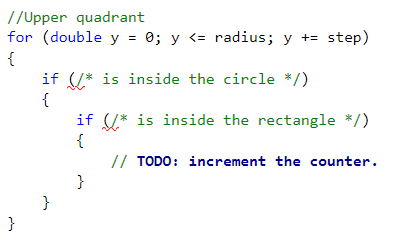 //Upper quadrant
for (double y = 0; y <= radius; y += step)
{
    if (/* is inside the circle */)
    {
        if (/* is inside the rectangle */)
        {
            // TODO: increment the counter.
        }
    }
}